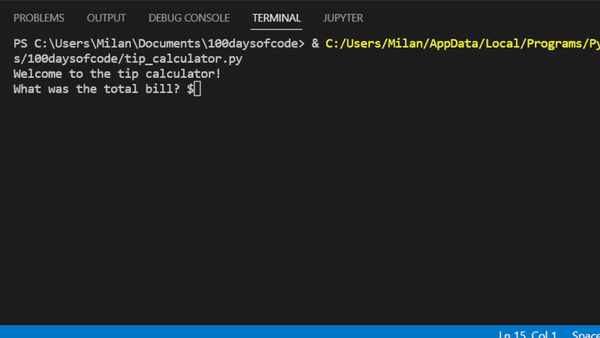 PROBLEMS OUTPUT DEBUG CONSOLE TERMINAL JUPYTER
PS C:\Users\Milan\Documents\100daysofcode> & C:/Users/Milan/AppData/Local/Programs/Py
s/100daysofcode/tip_calculator.py
Welcome to the tip calculator!
What was the total bill? $
Ln 15, Col 1 Space